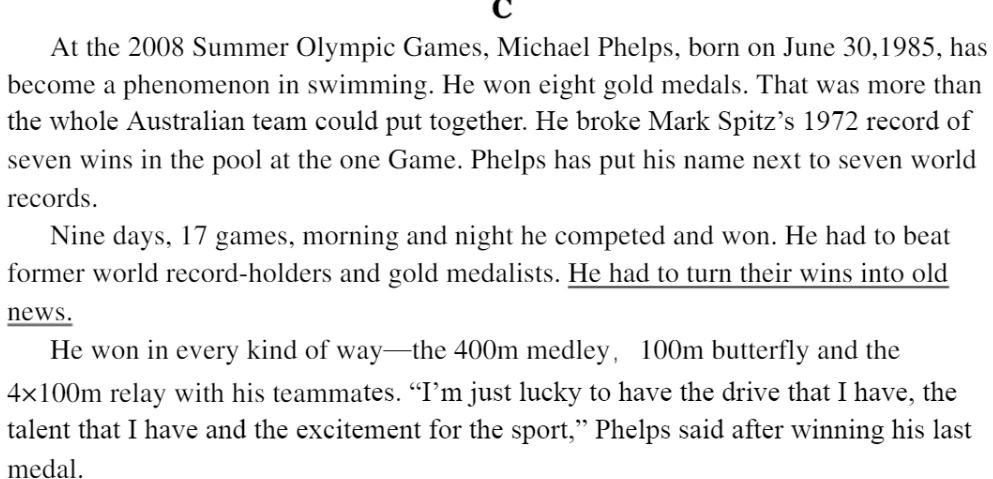 C
At the 2008 Summer Olympic Games, Michael Phelps, born on June 30,1985, has
become a phenomenon in swimming. He won eight gold medals. That was more than
the whole Australian team could put together. He broke Mark Spitz’s 1972 record of
seven wins in the pool at the one Game. Phelps has put his name next to seven world
records.
Nine days, 17 games, morning and night he competed and won. He had to beat
former world record-holders and gold medalists. He had to turn their wins into old
news.
He won in every kind of way—the 400m medley, 100m butterfly and the
4×100m relay with his teammates. “I’m just lucky to have the drive that I have, the
talent that I have and the excitement for the sport,” Phelps said after winning his last
medal.